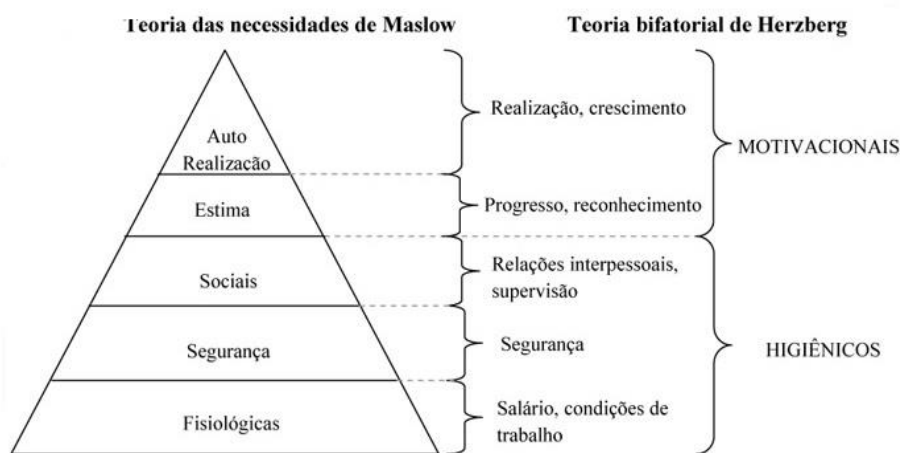 Teoria das necessidades de Maslow
Teoria bifatorial de Herzberg
Auto
Realização
Realização, crescimento
MOTIVACIONAIS
Estima
Progresso, reconhecimento
Sociais
Relações interpessoais,
supervisão
Segurança
Segurança
HIGIÊNICOS
Fisiológicas
Salário, condições de
trabalho